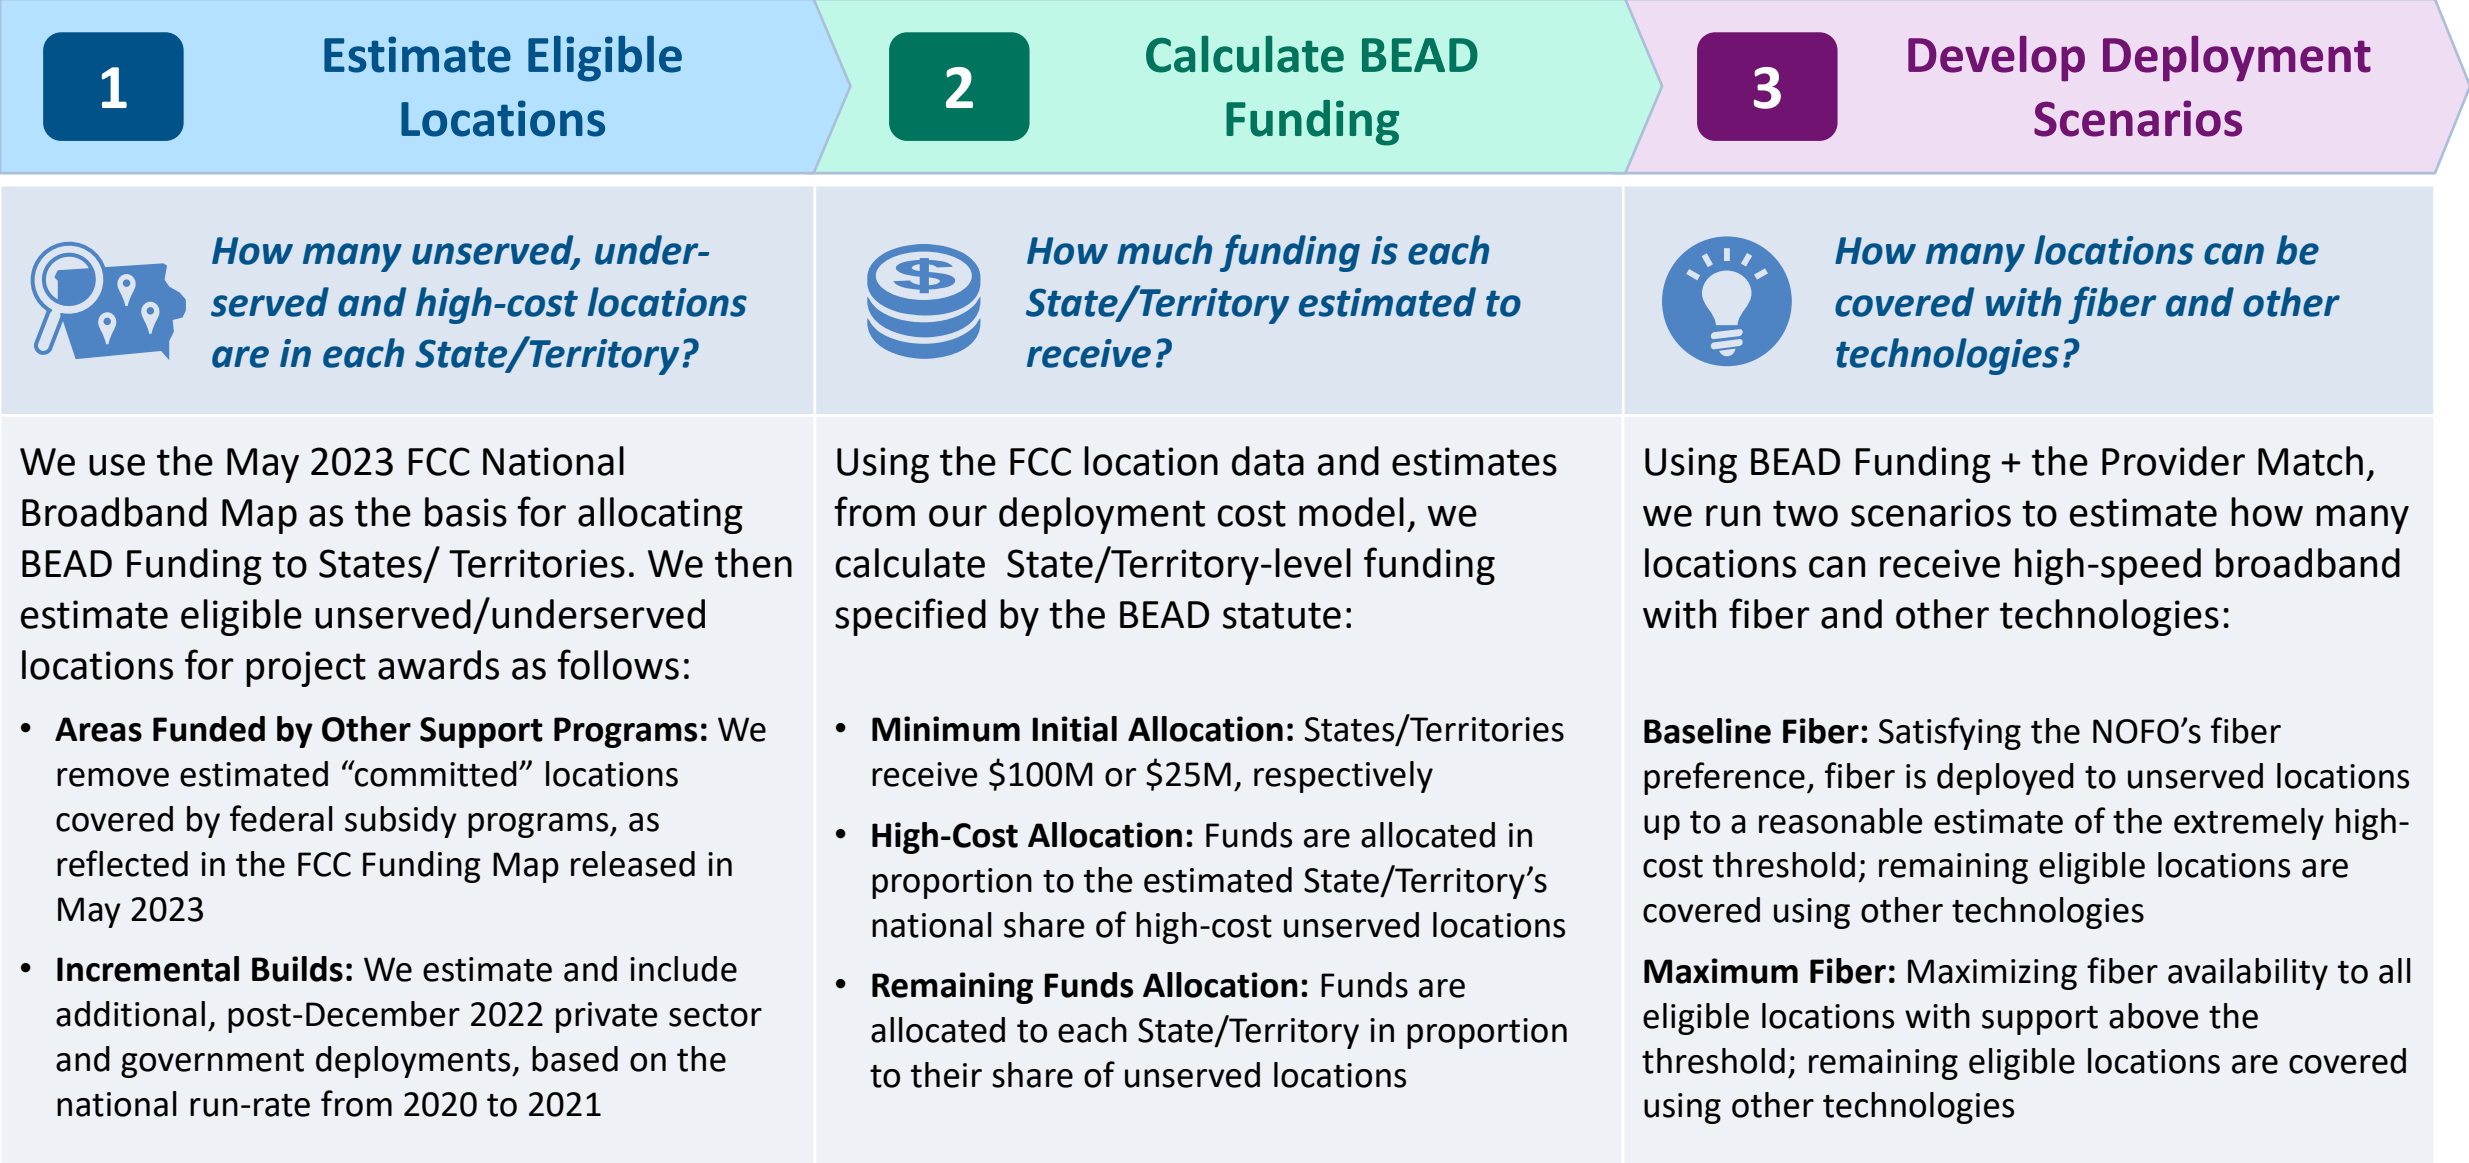 1
Estimate Eligible
Locations
2
Calculate BEAD
Funding
3
Develop Deployment
Scenarios
How many unserved, under-
served and high-cost locations
are in each State/Territory?
How much funding is each
State/Territory estimated to
receive?
How many locations can be
covered with fiber and other
technologies?
We use the May 2023 FCC National
Broadband Map as the basis for allocating
BEAD Funding to States/ Territories. We then
estimate eligible unserved/underserved
locations for project awards as follows:
• Areas Funded by Other Support Programs: We
remove estimated “committed” locations
covered by federal subsidy programs, as
reflected in the FCC Funding Map released in
May 2023
• Incremental Builds: We estimate and include
additional, post-December 2022 private sector
and government deployments, based on the
national run-rate from 2020 to 2021
Using the FCC location data and estimates
from our deployment cost model, we
calculate  State/Territory-level funding
specified by the BEAD statute:
• Minimum Initial Allocation: States/Territories
receive $100M or $25M, respectively
• High-Cost Allocation: Funds are allocated in
proportion to the estimated State/Territory’s
national share of high-cost unserved locations
• Remaining Funds Allocation: Funds are
allocated to each State/Territory in proportion
to their share of unserved locations
Using BEAD Funding + the Provider Match,
we run two scenarios to estimate how many
locations can receive high-speed broadband
with fiber and other technologies:
Baseline Fiber: Satisfying the NOFO’s fiber
preference, fiber is deployed to unserved locations
up to a reasonable estimate of the extremely high-
cost threshold; remaining eligible locations are
covered using other technologies
Maximum Fiber: Maximizing fiber availability to all
eligible locations with support above the
threshold; remaining eligible locations are covered
using other technologies